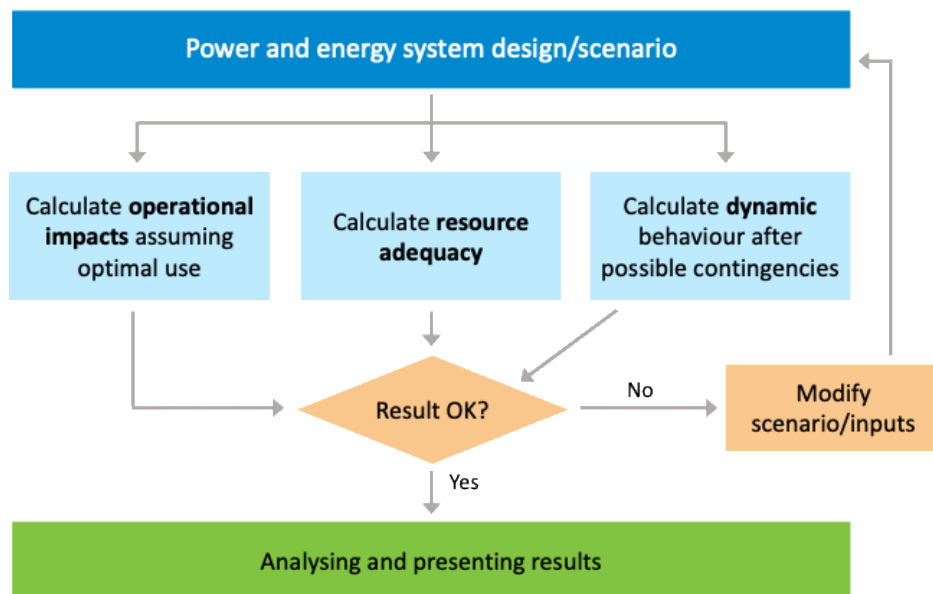 Power and energy system design/scenario
Calculate operational
impacts assuming
optimal use
Calculate resource
adequacy
Calculate dynamic
behaviour after
possible contingencies
Result OK?
No
Modify
scenario/inputs
Yes
Analysing and presenting results